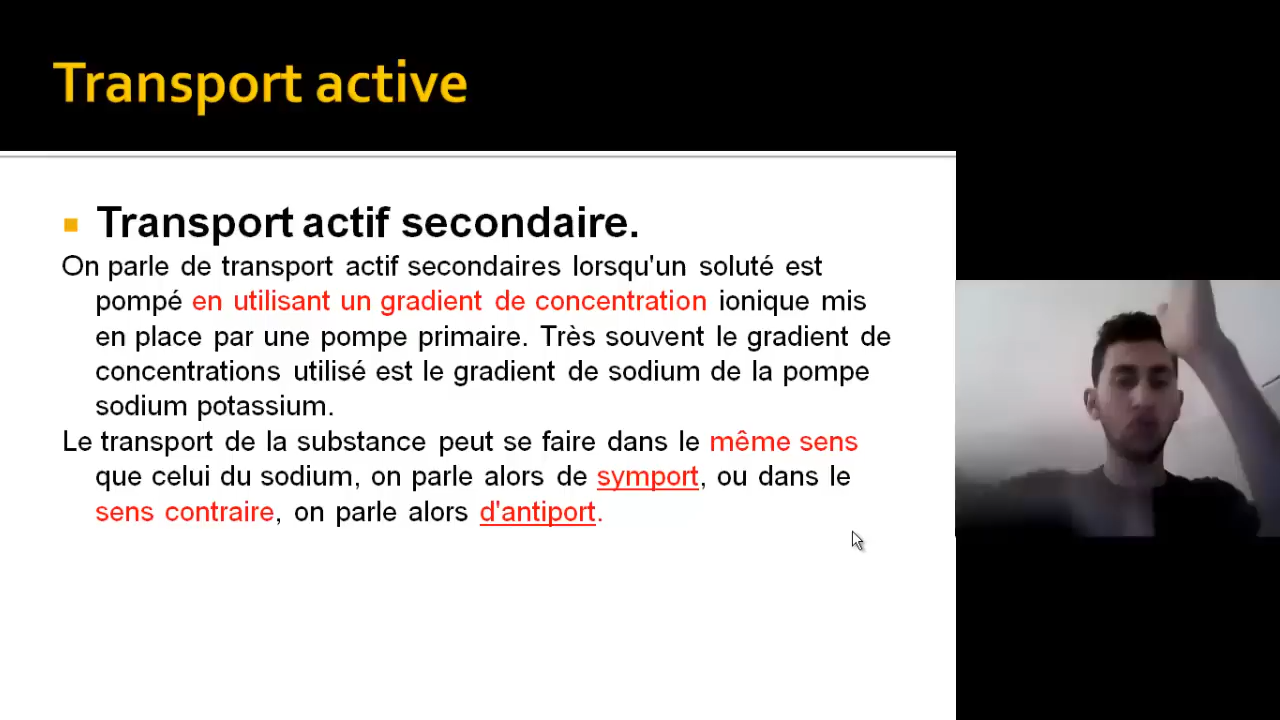 Transport active
Transport actif secondaire.
On parle de transport actif secondaires lorsqu'un soluté est
pompé en utilisant un gradient de concentration ionique mis
en place par une pompe primaire. Très souvent le gradient de
concentrations utilisé est le gradient de sodium de la pompe
sodium potassium.
Le transport de la substance peut se faire dans le même sens
que celui du sodium, on parle alors de symport, ou dans le
sens contraire, on parle alors d'antiport.